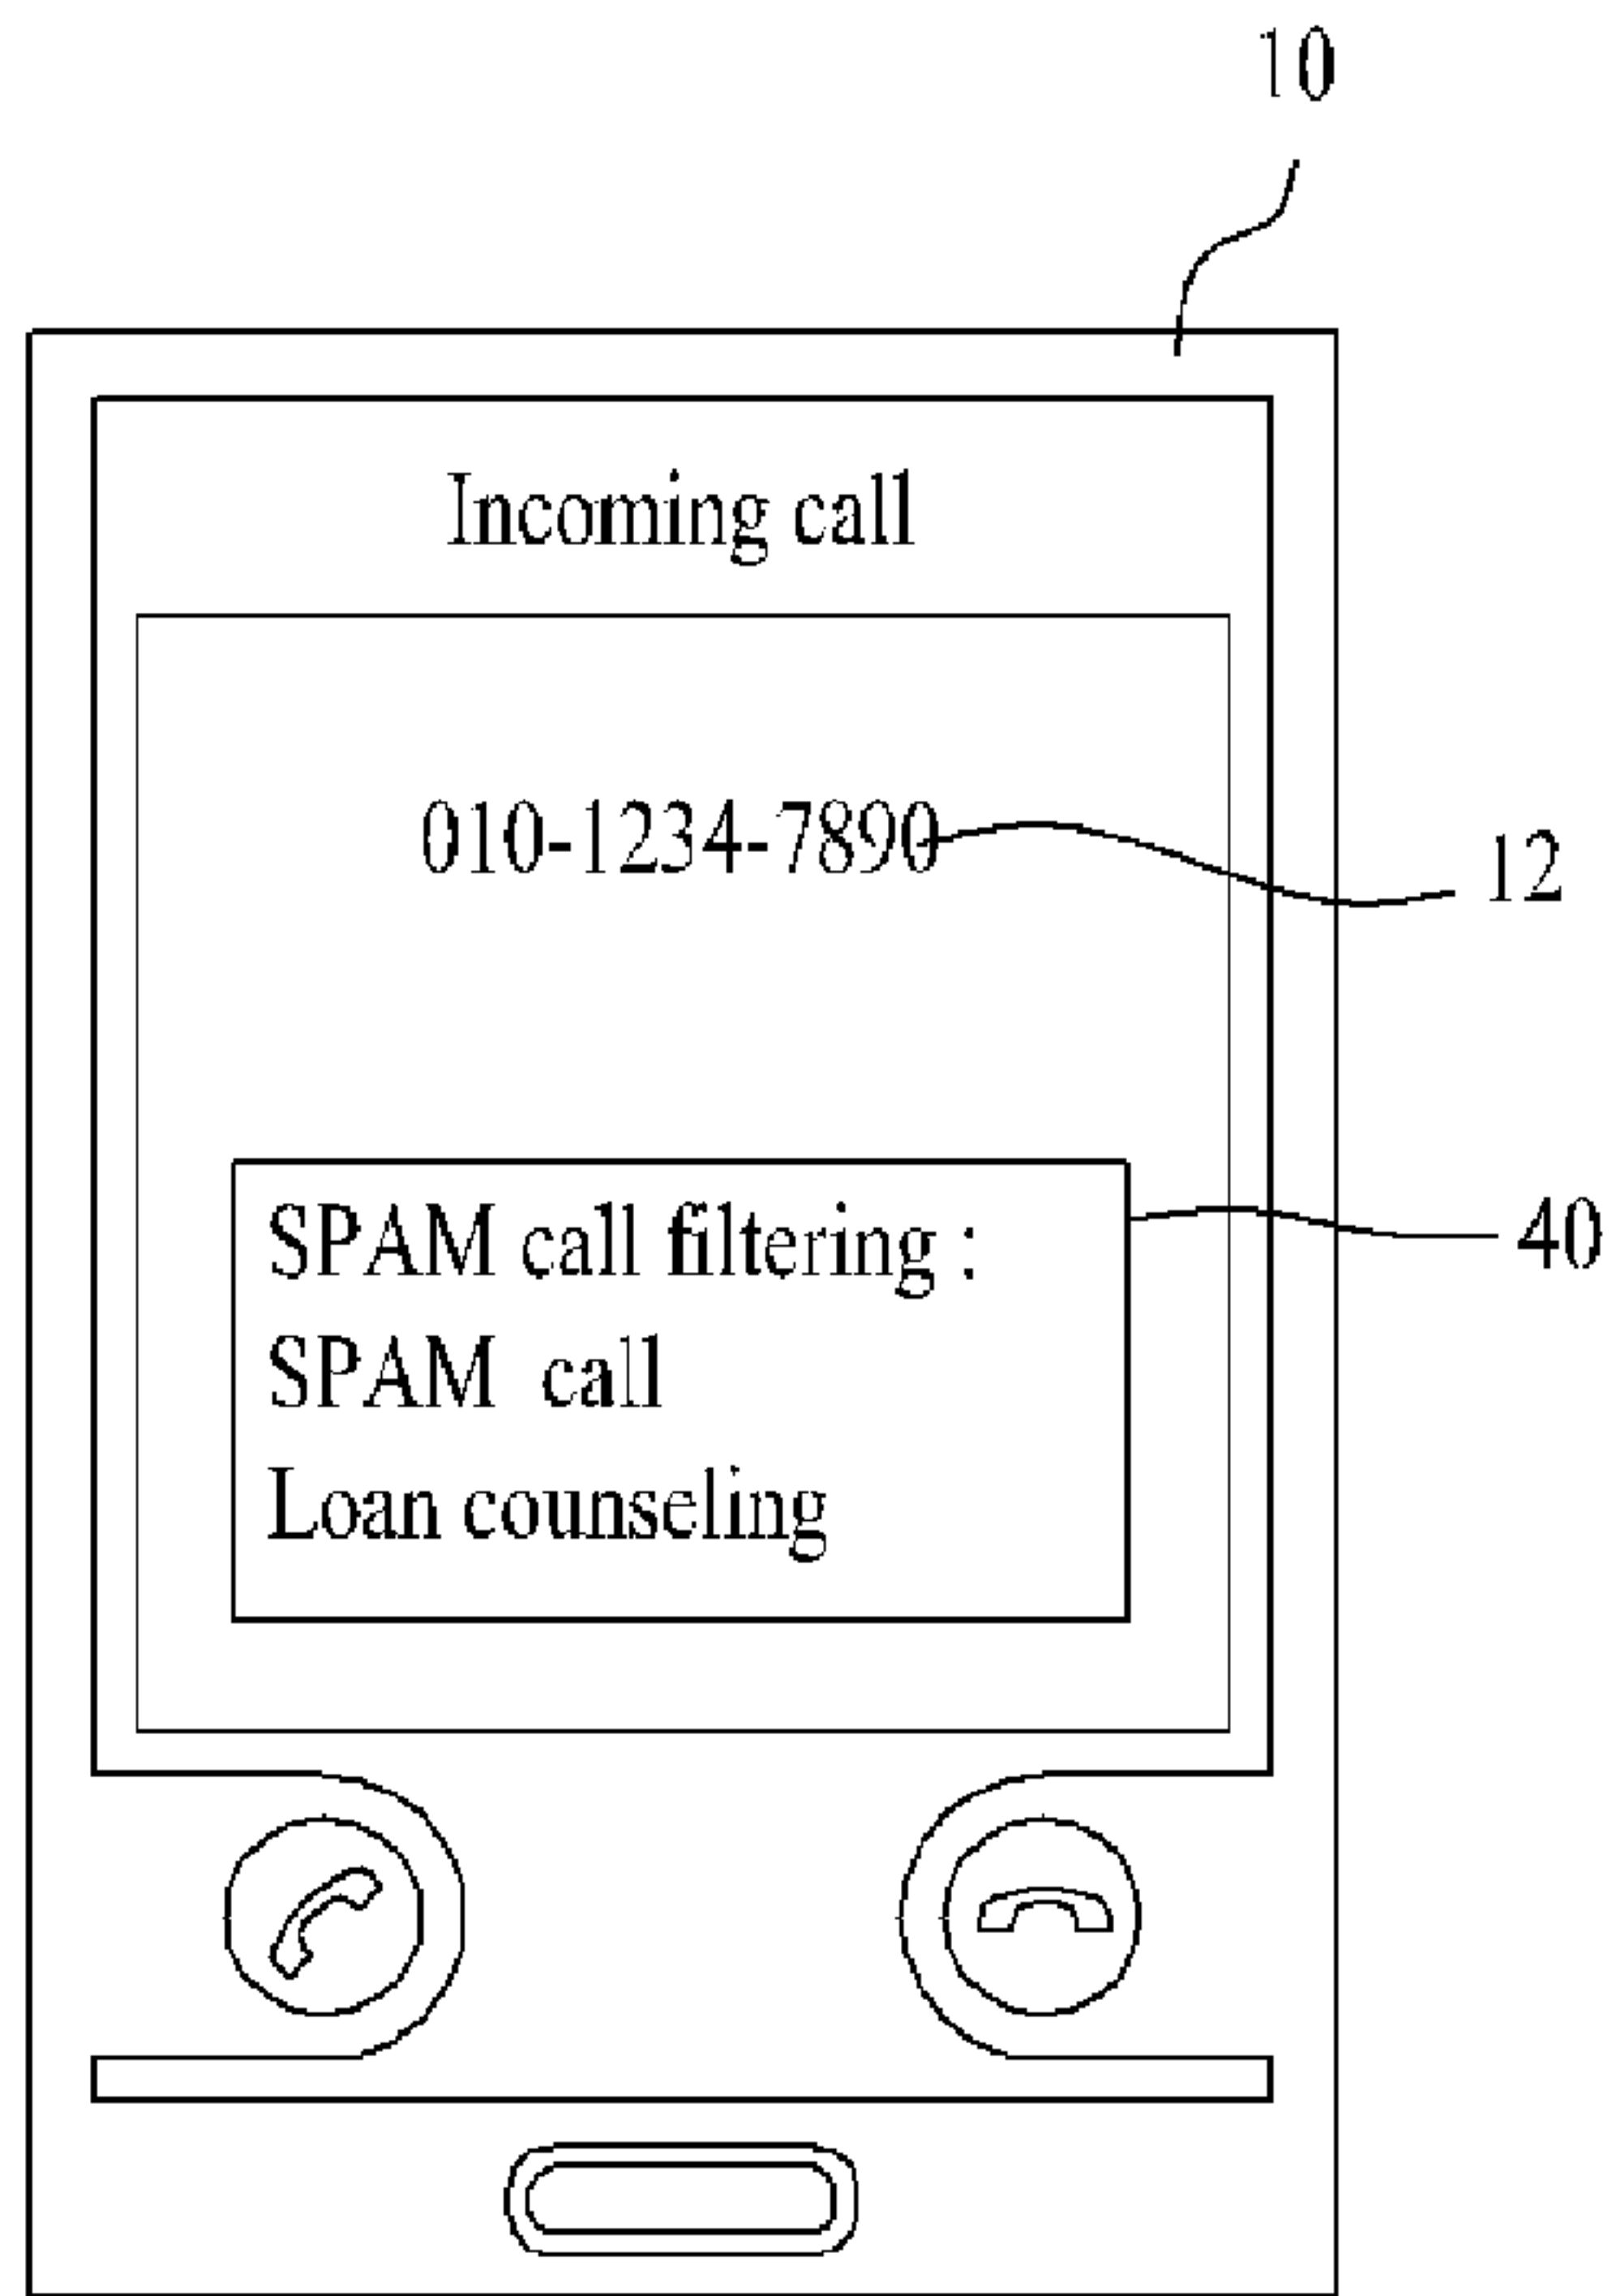 10
Incoming call
010-1234-7890
12
SPAM call filtering :
40
SPAM call
Loan counseling